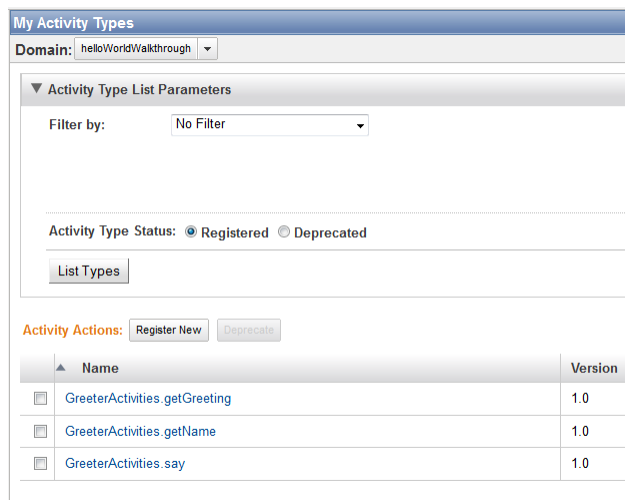 My Activity Types
Domain: helloWorldWalkthrough
Activity Type List Parameters
Filter by: No Filter
Activity Type Status: Registered Deprecated
List Types
Activity Actions: Register New Deprecate
Name Version
GreeterActivities.getGreeting 1.0
GreeterActivities.getName 1.0
GreeterActivities.say 1.0